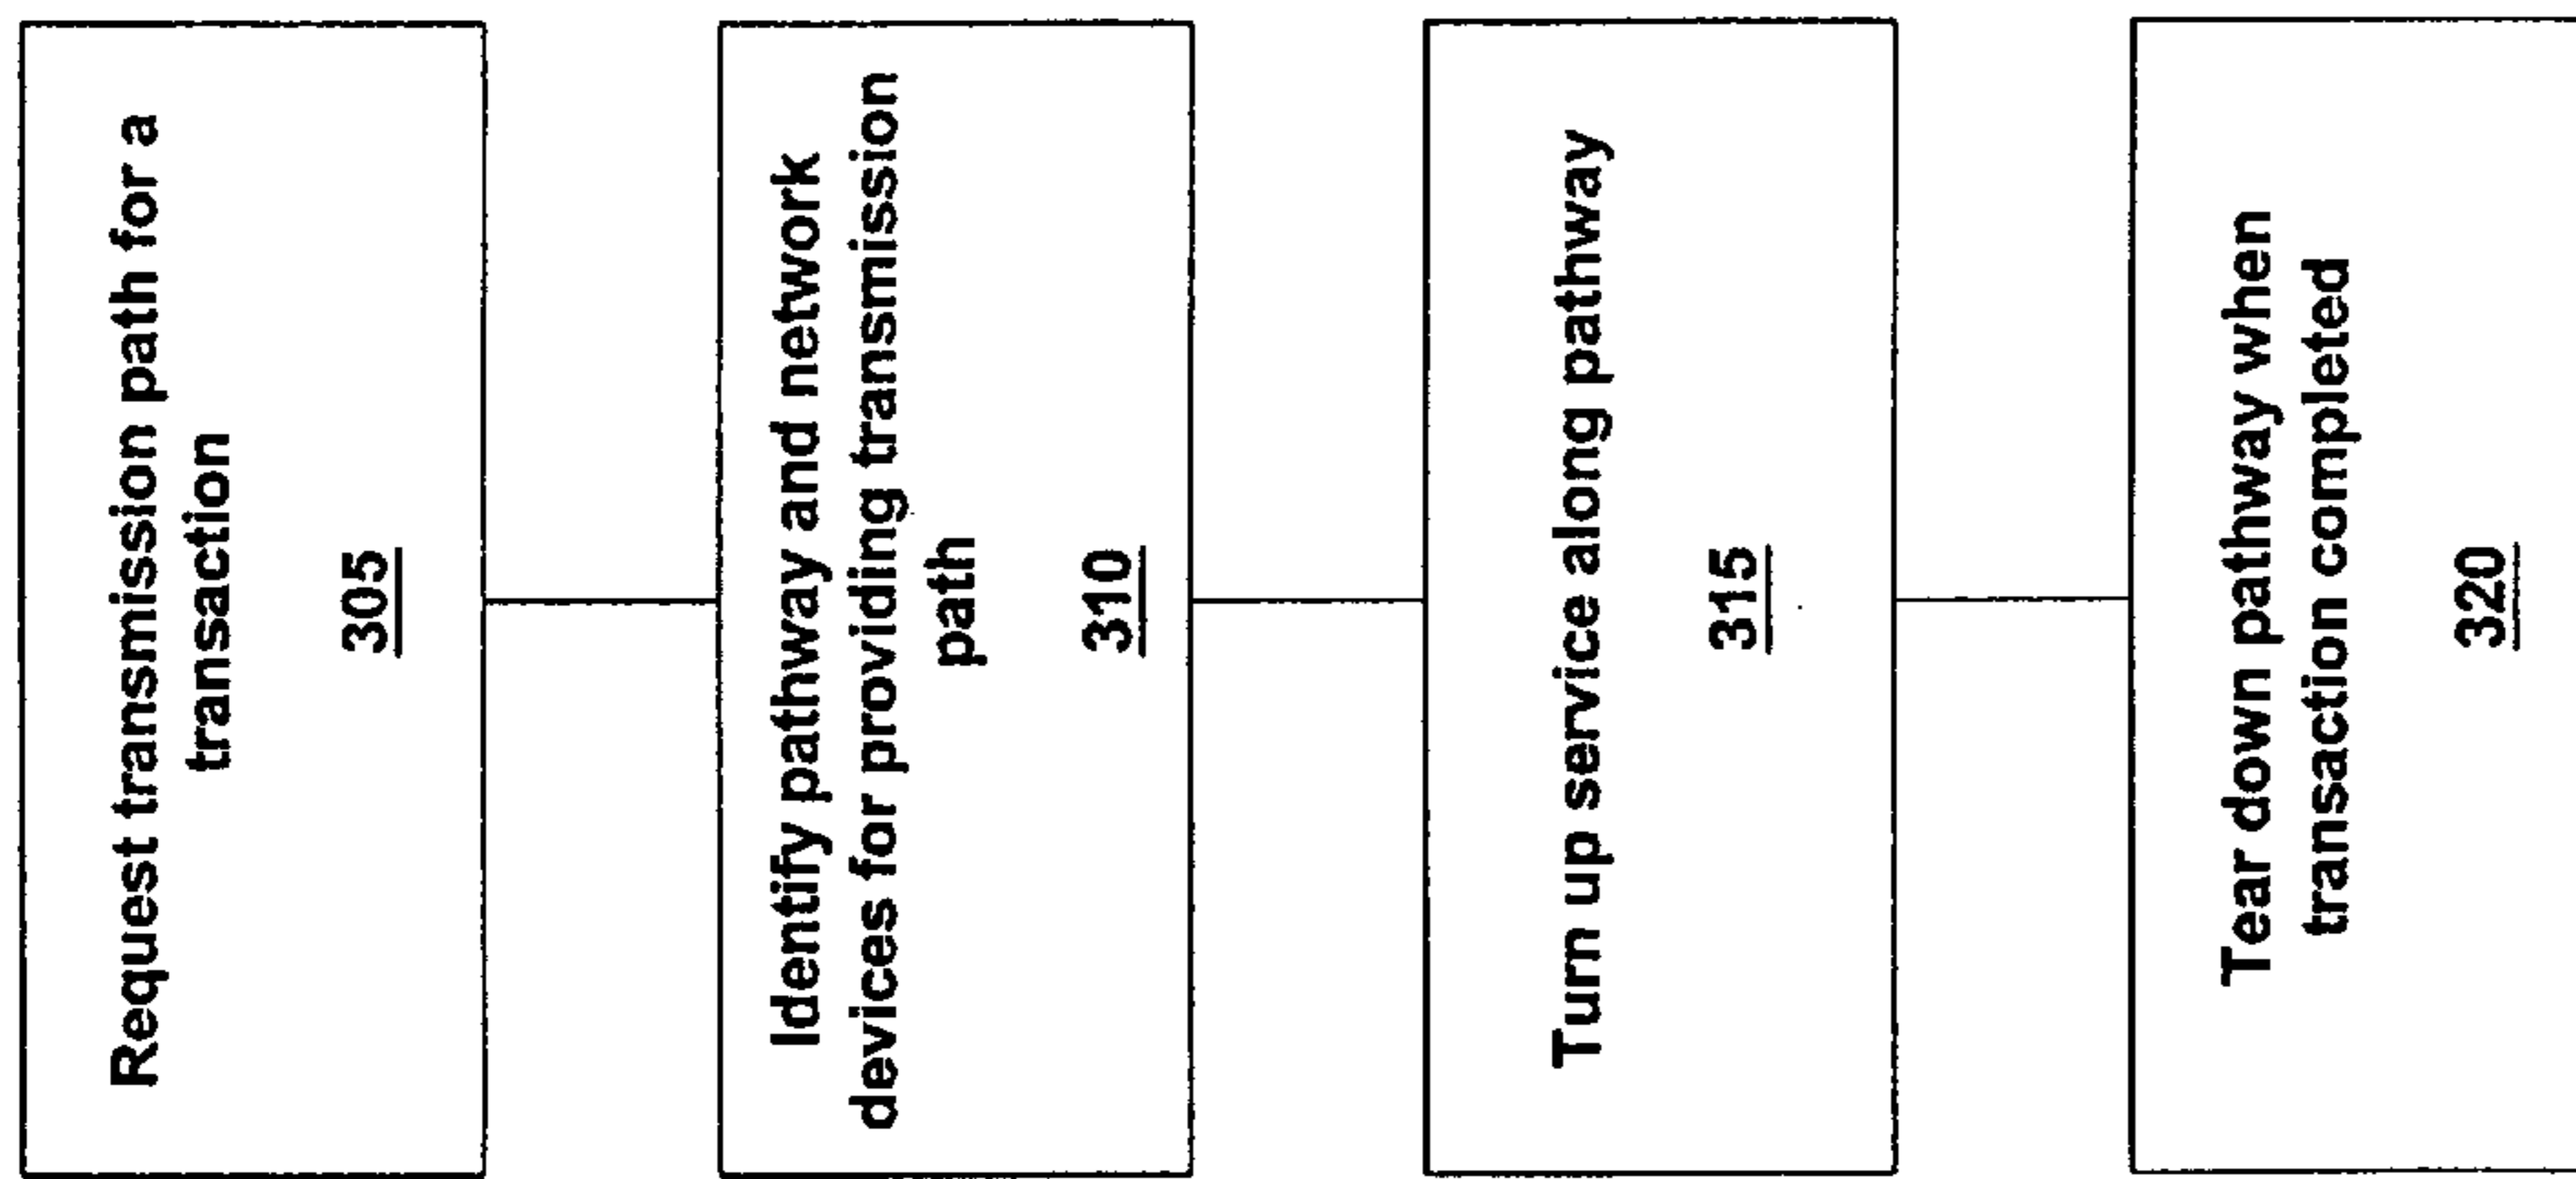 Request transmission path for a
transaction
305
Identify pathway and network
devices for providing transmission
path
310
Turn up service along pathway
315
Tear down pathway when
transaction completed
320